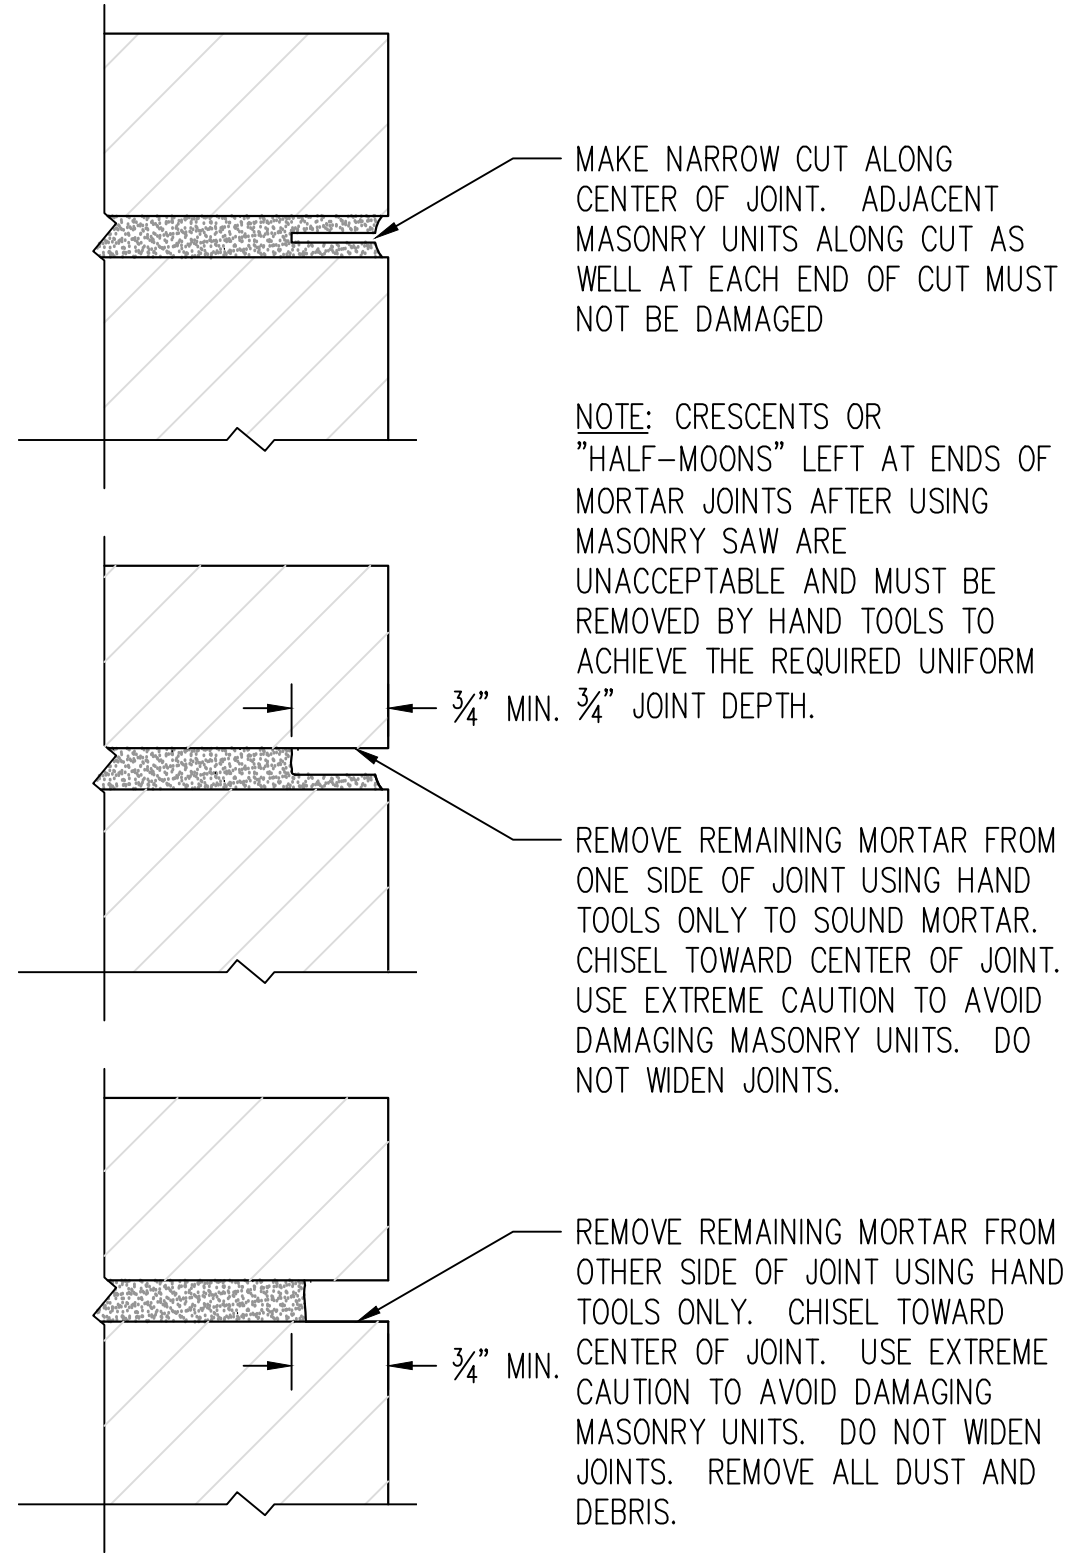 MAKE NARROW CUT ALONG
CENTER OF JOINT. ADJACENT
MASONRY UNITS ALONG CUT AS
WELL AT EACH END OF CUT MUST
NOT BE DAMAGED
NOTE: CRESCENTS OR
"HALF-MOONS" LEFT AT ENDS OF
MORTAR JOINTS AFTER USING
MASONRY SAW ARE
UNACCEPTABLE AND MUST BE
REMOVED BY HAND TOOLS TO
ACHIEVE THE REQUIRED UNIFORM
¾" JOINT DEPTH.
¾" MIN.
REMOVE REMAINING MORTAR FROM
ONE SIDE OF JOINT USING HAND
TOOLS ONLY TO SOUND MORTAR.
CHISEL TOWARD CENTER OF JOINT.
USE EXTREME CAUTION TO AVOID
DAMAGING MASONRY UNITS. DO
NOT WIDEN JOINTS.
REMOVE REMAINING MORTAR FROM
OTHER SIDE OF JOINT USING HAND
TOOLS ONLY. CHISEL TOWARD
CENTER OF JOINT. USE EXTREME
CAUTION TO AVOID DAMAGING
MASONRY UNITS. DO NOT WIDEN
JOINTS. REMOVE ALL DUST AND
DEBRIS.
¾" MIN.